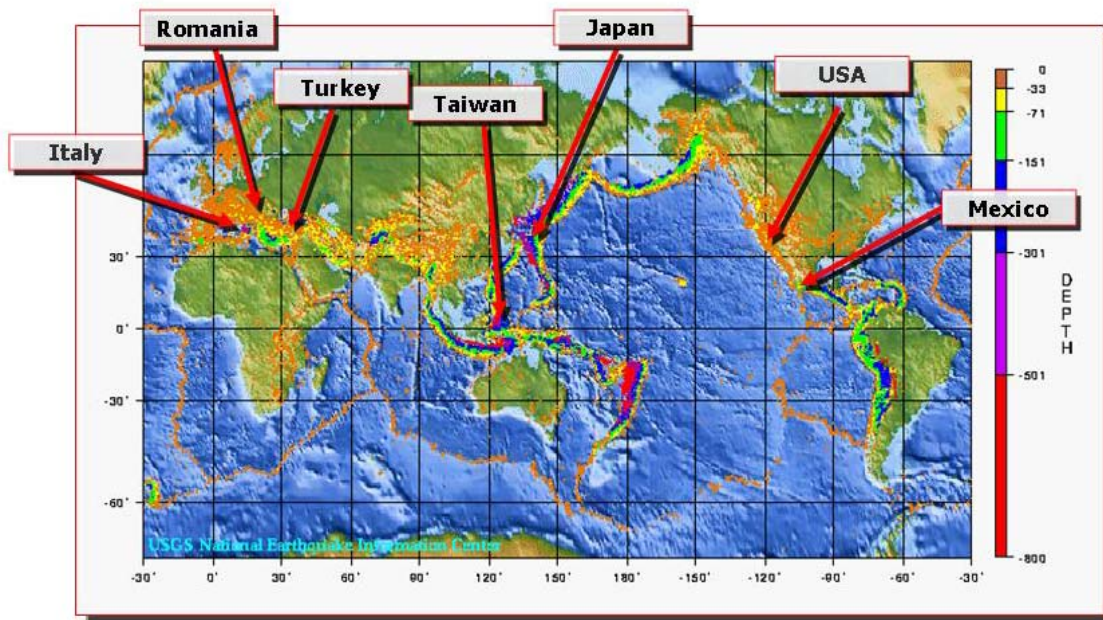 Romania
Japan
Turkey
Taiwan
USA
Italy
Mexico
0
-33
-71
-151
-301
-501
-800
DEPTH
30°
0°
-30°
-60°
USGS National Earthquake Information Center
-30° 0° 30° 60° 90° 120° 150° 180° -150° -120° -90° -60° -30°